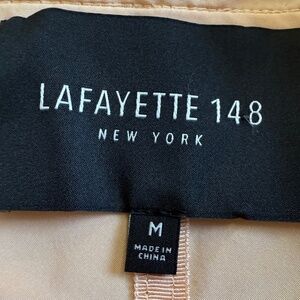 LAFAYETTE 148
NEW YORK
M
MADE IN
CHINA